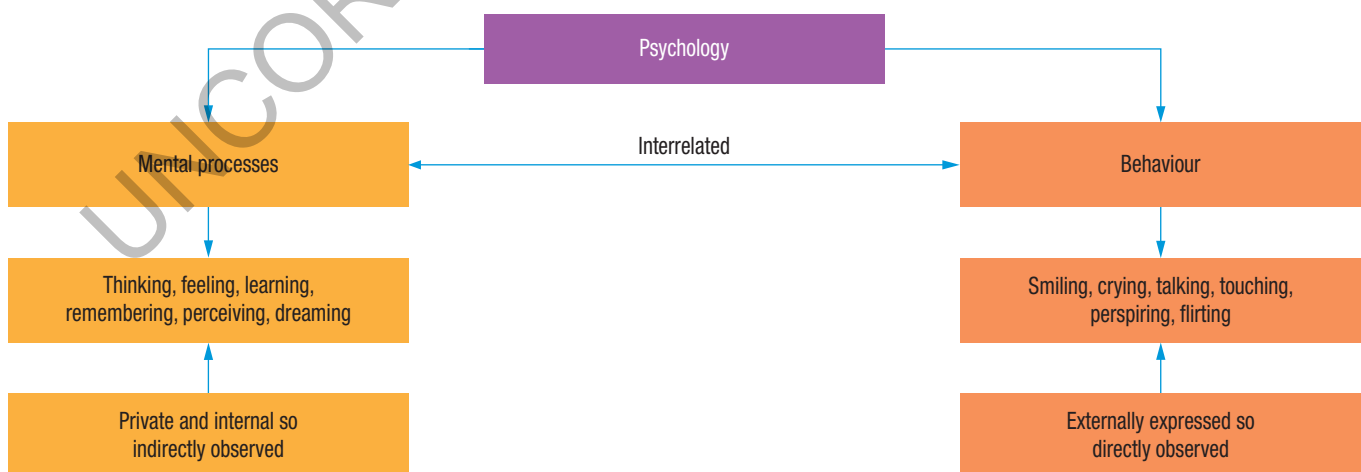 Psychology
Mental processes
Interrelated
Behaviour
Thinking, feeling, learning,
remembering, perceiving, dreaming
Smiling, crying, talking, touching,
perspiring, flirting
Private and internal so
indirectly observed
Externally expressed so
directly observed